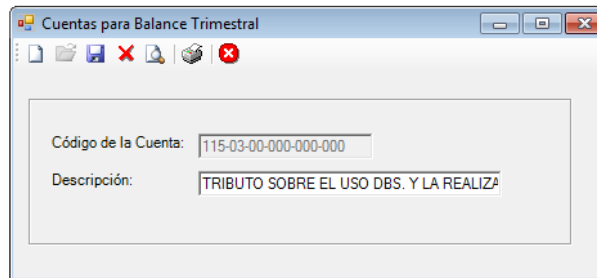 Cuentas para Balance Trimestral
Código de la Cuenta: 115-03-00-000-000-000
Descripción: TRIBUTO SOBRE EL USO DBS. Y LA REALIZA